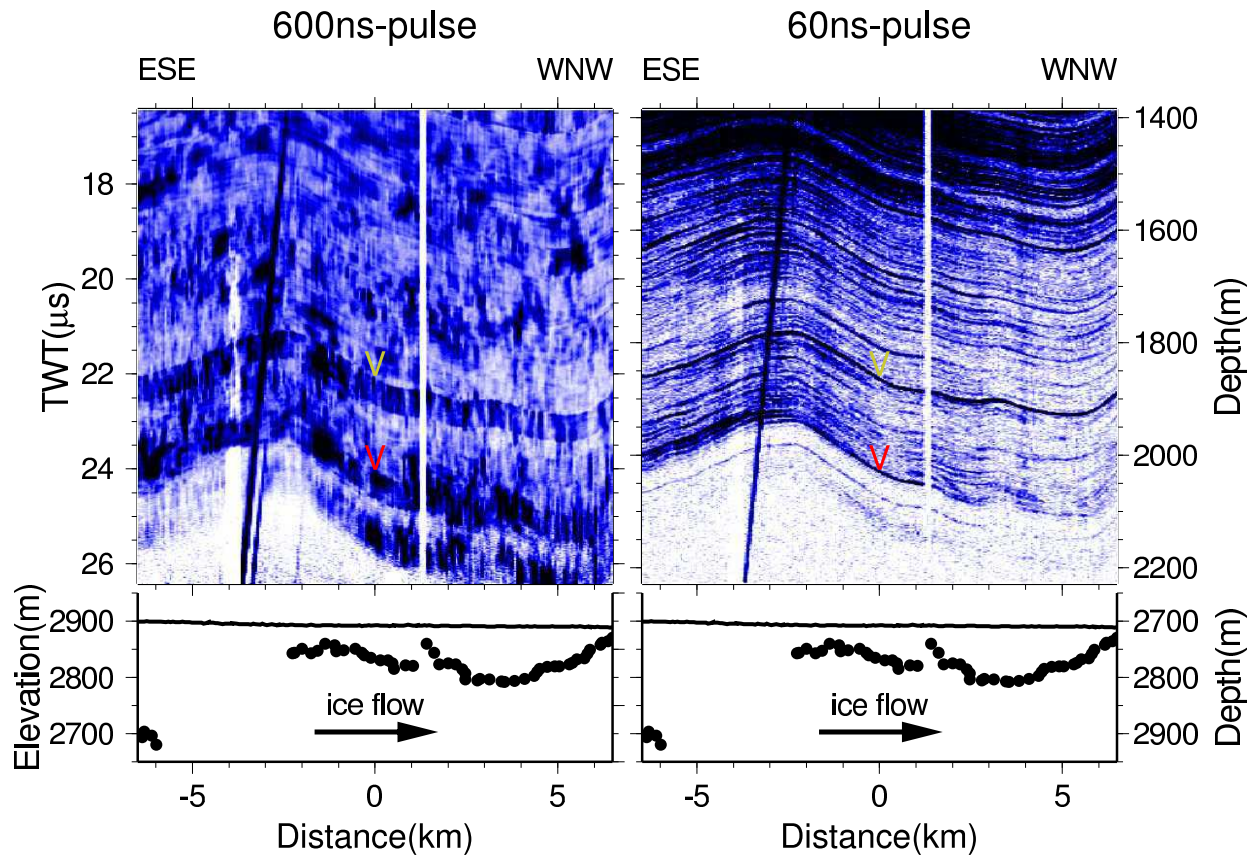 600ns-pulse
60ns-pulse
ESE WNW
ESE WNW
18
20
22
24
26
TWT(μs)
V
V
V
V
1400
1600
1800
2000
2200
Depth(m)
2900
2800
2700
Elevation(m)
ice flow
ice flow
2700
2800
2900
Depth(m)
-5 0 5
-5 0 5
Distance(km)
Distance(km)